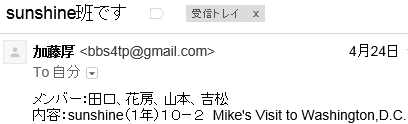 sunshine班です
受信トレイ x
加藤厚 <bbs4tp@gmail.com> 4月24日
To 自分
メンバー：田口、花房、山本、吉松
内容：sunshine（１年）１０－２ Mike's Visit to Washington,D.C.